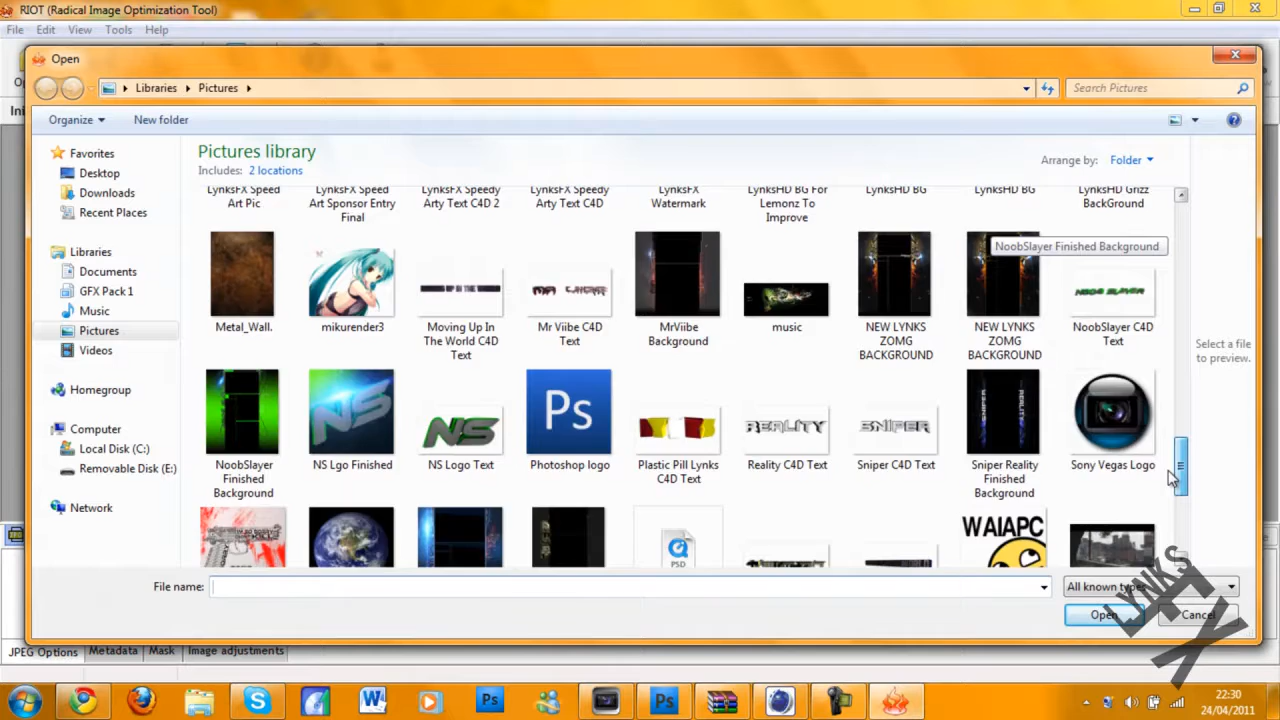 RIOT (Radical Image Optimization Tool)
File Edit View Tools Help
Open
Libraries Pictures
Search Pictures
Organize New folder
Pictures library
Includes: 2 locations
Arrange by: Folder
Favorites
Desktop
Downloads
Recent Places
Libraries
Documents
GFX Pack 1
Music
Pictures
Videos
Homegroup
Computer
Local Disk (C:)
Removable Disk (E:)
Network
LynksFX Speed Art Pic
LynksFX Speed Art Sponsor Entry Final
LynksFX Speedy Arty Text C4D 2
LynksFX Speedy Arty Text C4D
LynksFX Watermark
LynksHD BG For Lemonz To Improve
LynksHD BG
LynksHD BG
LynksHD Grizz BackGround
NoobSlayer Finished Background
Metal_Wall.
mikurender3
Moving Up In The World C4D Text
Mr Viibe C4D Text
MrViibe Background
music
NEW LYNKS ZOMG BACKGROUND
NEW LYNKS ZOMG BACKGROUND
NOOB SLAYER
NoobSlayer C4D Text
NS
NS
Ps
REALITY
SNIPER
NoobSlayer Finished Background
NS Lgo Finished
NS Logo Text
Photoshop logo
Plastic Pill Lynks C4D Text
Reality C4D Text
Sniper C4D Text
Sniper Reality Finished Background
Sony Vegas Logo
PSD
WAIAPC
Select a file to preview.
File name:
All known types
Open Cancel
LYNKS
FX
JPEG Options Metadata Mask Image adjustments
W Ps Ps
22:30
24/04/2011